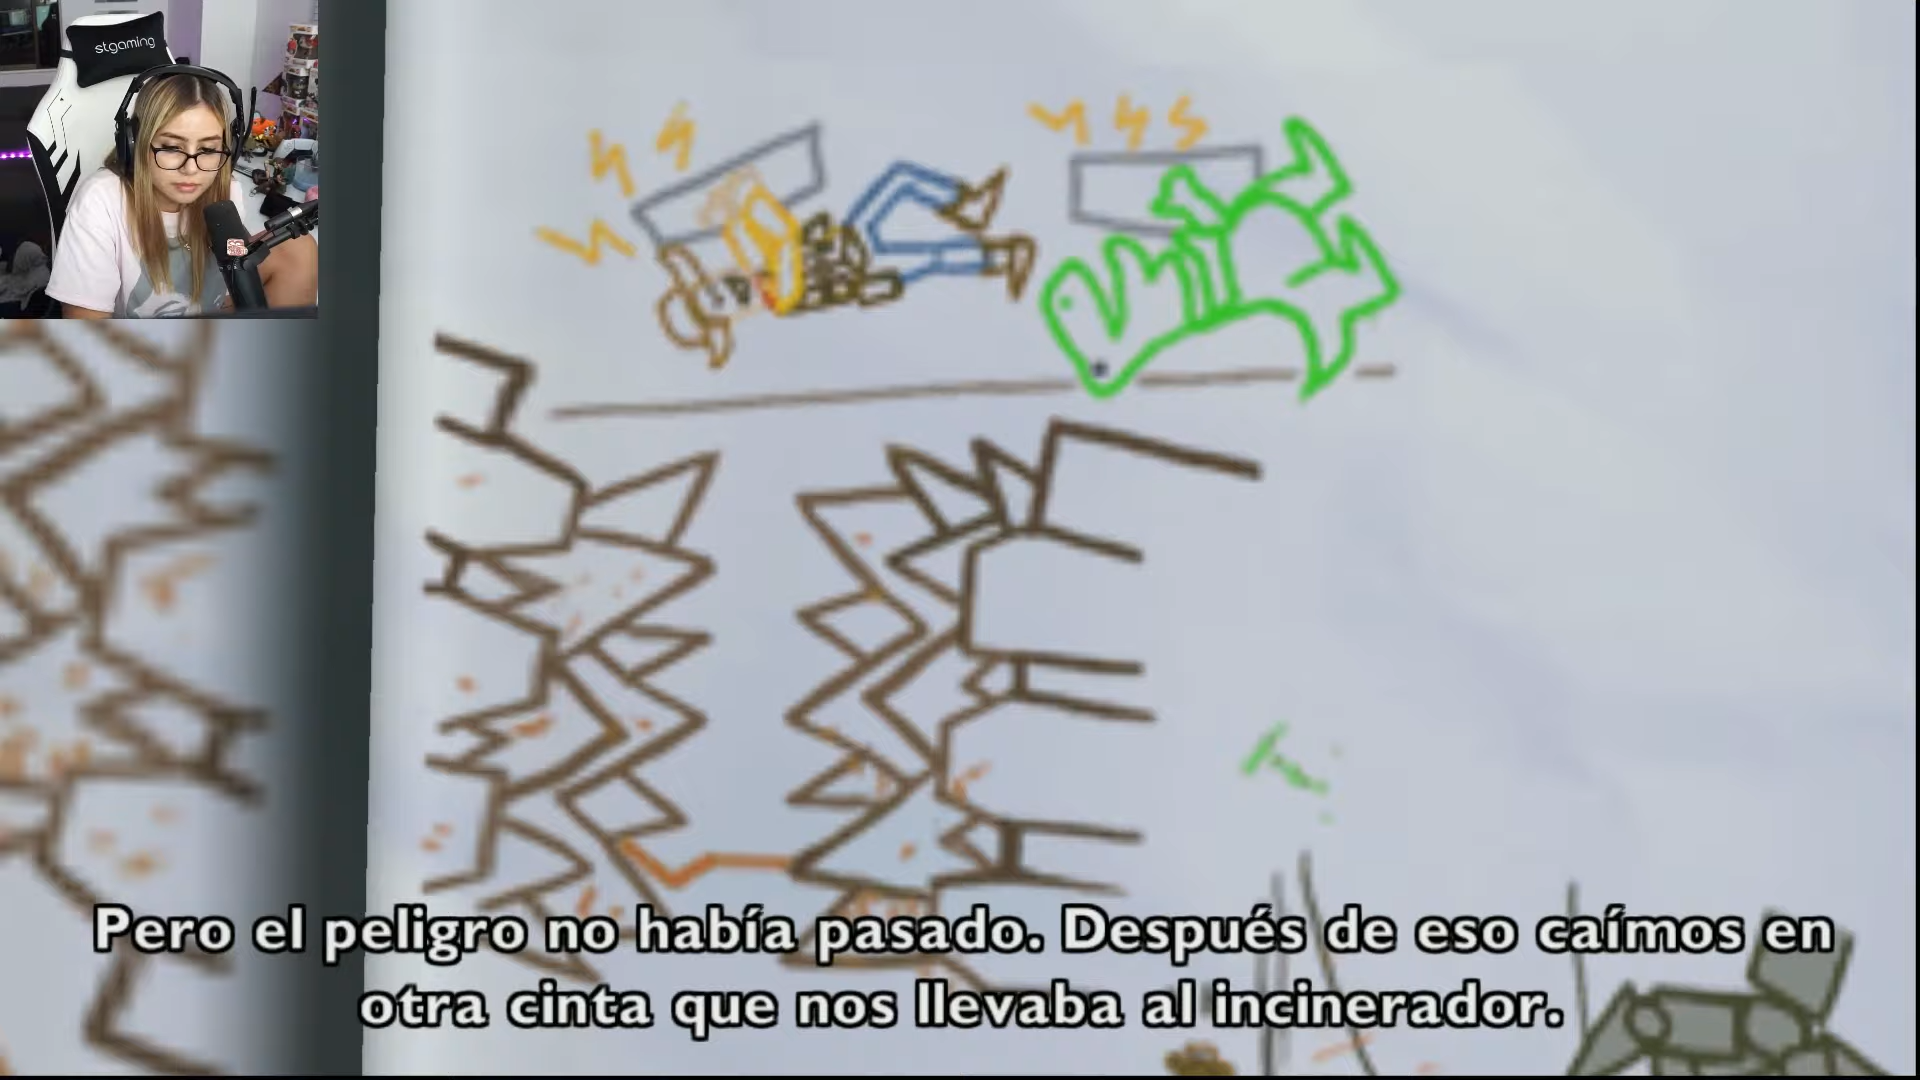 stgaming
Pero el peligro no había pasado. Después de eso caímos en
otra cinta que nos llevaba al incinerador.